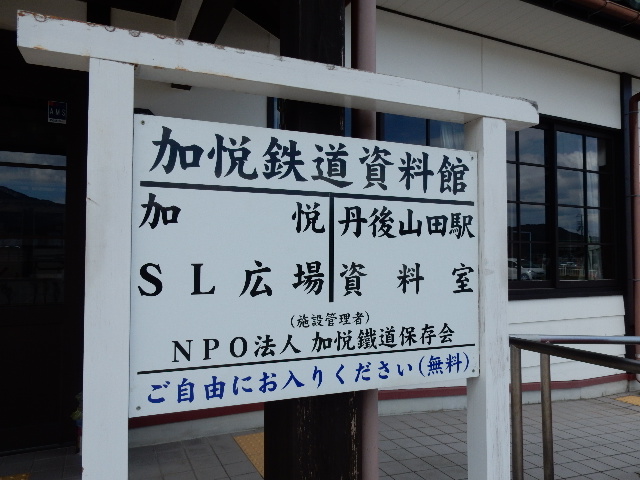 加悦鉄道資料館
加悦 丹後山田駅
SL広場 資料室
(施設管理者)
NPO法人 加悦鐵道保存会
ご自由にお入りください(無料)